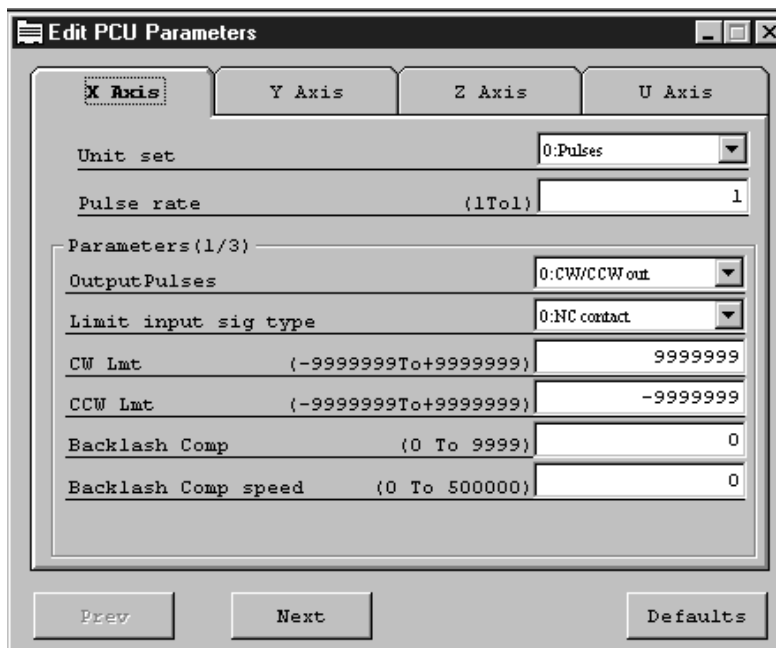 Edit PCU Parameters
X Axis Y Axis Z Axis U Axis
Unit set 0:Pulses
Pulse rate (1To1) 1
Parameters(1/3)
OutputPulses 0:CW/CCW out
Limit input sig type 0:NC contact
CW Lmt (-9999999To+9999999) 9999999
CCW Lmt (-9999999To+9999999) -9999999
Backlash Comp (0 To 9999) 0
Backlash Comp speed (0 To 500000) 0
Prev Next Defaults